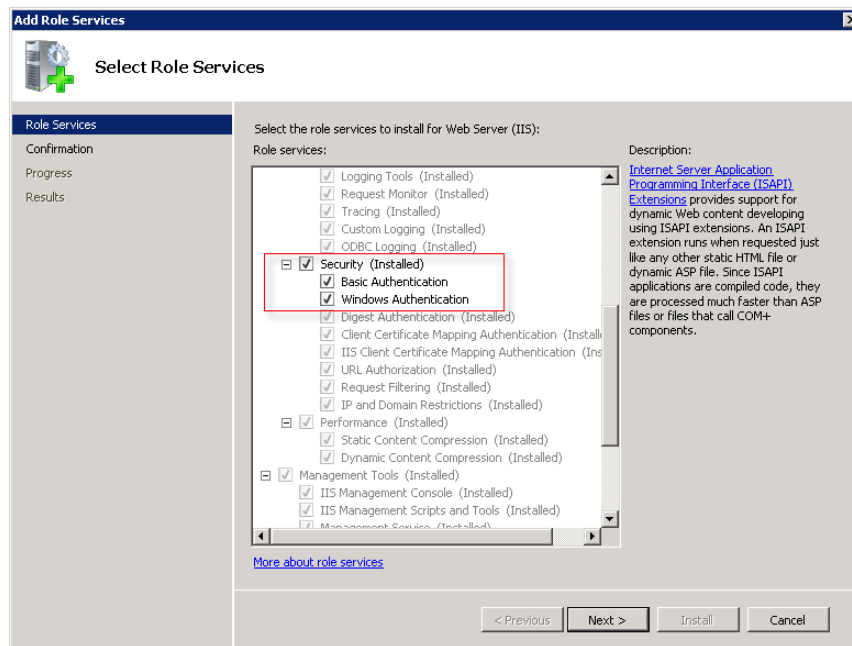 Add Role Services
Select Role Services
Role Services
Confirmation
Progress
Results
Select the role services to install for Web Server (IIS):
Role services:
Logging Tools (Installed)
Request Monitor (Installed)
Tracing (Installed)
Custom Logging (Installed)
ODBC Logging (Installed)
Security (Installed)
Basic Authentication
Windows Authentication
Digest Authentication (Installed)
Client Certificate Mapping Authentication (Install
IIS Client Certificate Mapping Authentication (Ins
URL Authorization (Installed)
Request Filtering (Installed)
IP and Domain Restrictions (Installed)
Performance (Installed)
Static Content Compression (Installed)
Dynamic Content Compression (Installed)
Management Tools (Installed)
IIS Management Console (Installed)
IIS Management Scripts and Tools (Installed)
Management Service (Installed)
More about role services
Description:
Internet Server Application
Programming Interface (ISAPI)
Extensions provides support for
dynamic Web content developing
using ISAPI extensions. An ISAPI
extension runs when requested just
like any other static HTML file or
dynamic ASP file. Since ISAPI
applications are compiled code, they
are processed much faster than ASP
files or files that call COM+
components.
< Previous
Next >
Install
Cancel